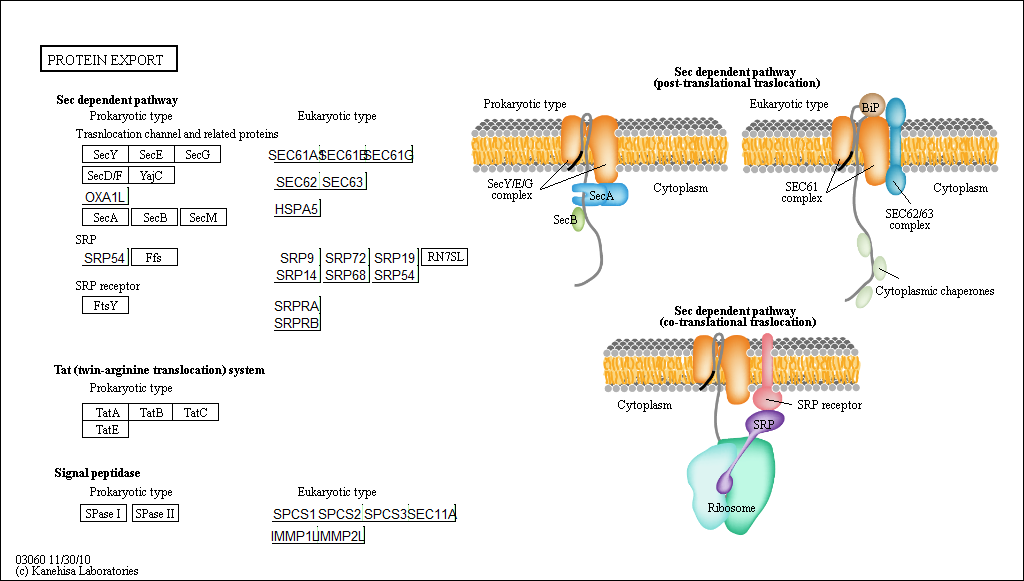 PROTEIN EXPORT
Sec dependent pathway
Prokaryotic type
Eukaryotic type
Trasnlocation channel and related proteins
SecY SecE SecG
SEC61A1 SEC61B SEC61G
SecD/F YajC
SEC62 SEC63
OXA1L
HSPA5
SecA SecB SecM
SRP
SRP54 Ffs
SRP9 SRP72 SRP19 RN7SL
SRP14 SRP68 SRP54
SRP receptor
FtsY
SRPRA
SRPRB
Tat (twin-arginine translocation) system
Prokaryotic type
TatA TatB TatC
TatE
Signal peptidase
Prokaryotic type
Eukaryotic type
SPase I SPase II
SPCS1 SPCS2 SPCS3 SEC11A
IMMP1L IMMP2L
03060 11/30/10
(c) Kanehisa Laboratories
Sec dependent pathway
(post-translational traslocation)
Prokaryotic type
Eukaryotic type
BiP
SecY/E/G
complex
SecA
SecB
Cytoplasm
SEC61
complex
Cytoplasm
SEC62/63
complex
Cytoplasmic chaperones
Sec dependent pathway
(co-translational traslocation)
Cytoplasm
SRP receptor
SRP
Ribosome